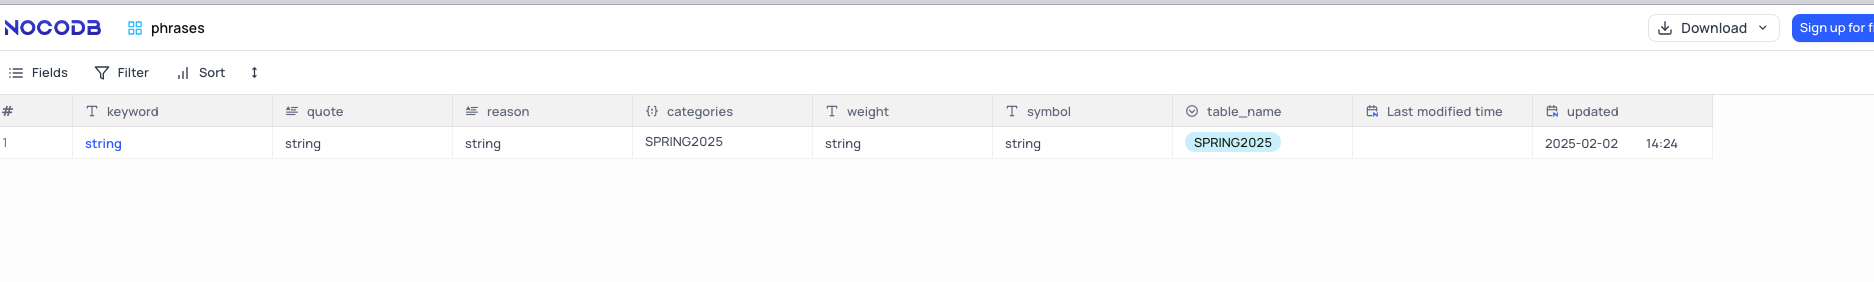 NOCODB phrases Download Sign up for f
Fields Filter Sort
# keyword quote reason categories weight symbol table_name Last modified time updated
1 string string string SPRING2025 string string SPRING2025 2025-02-02 14:24